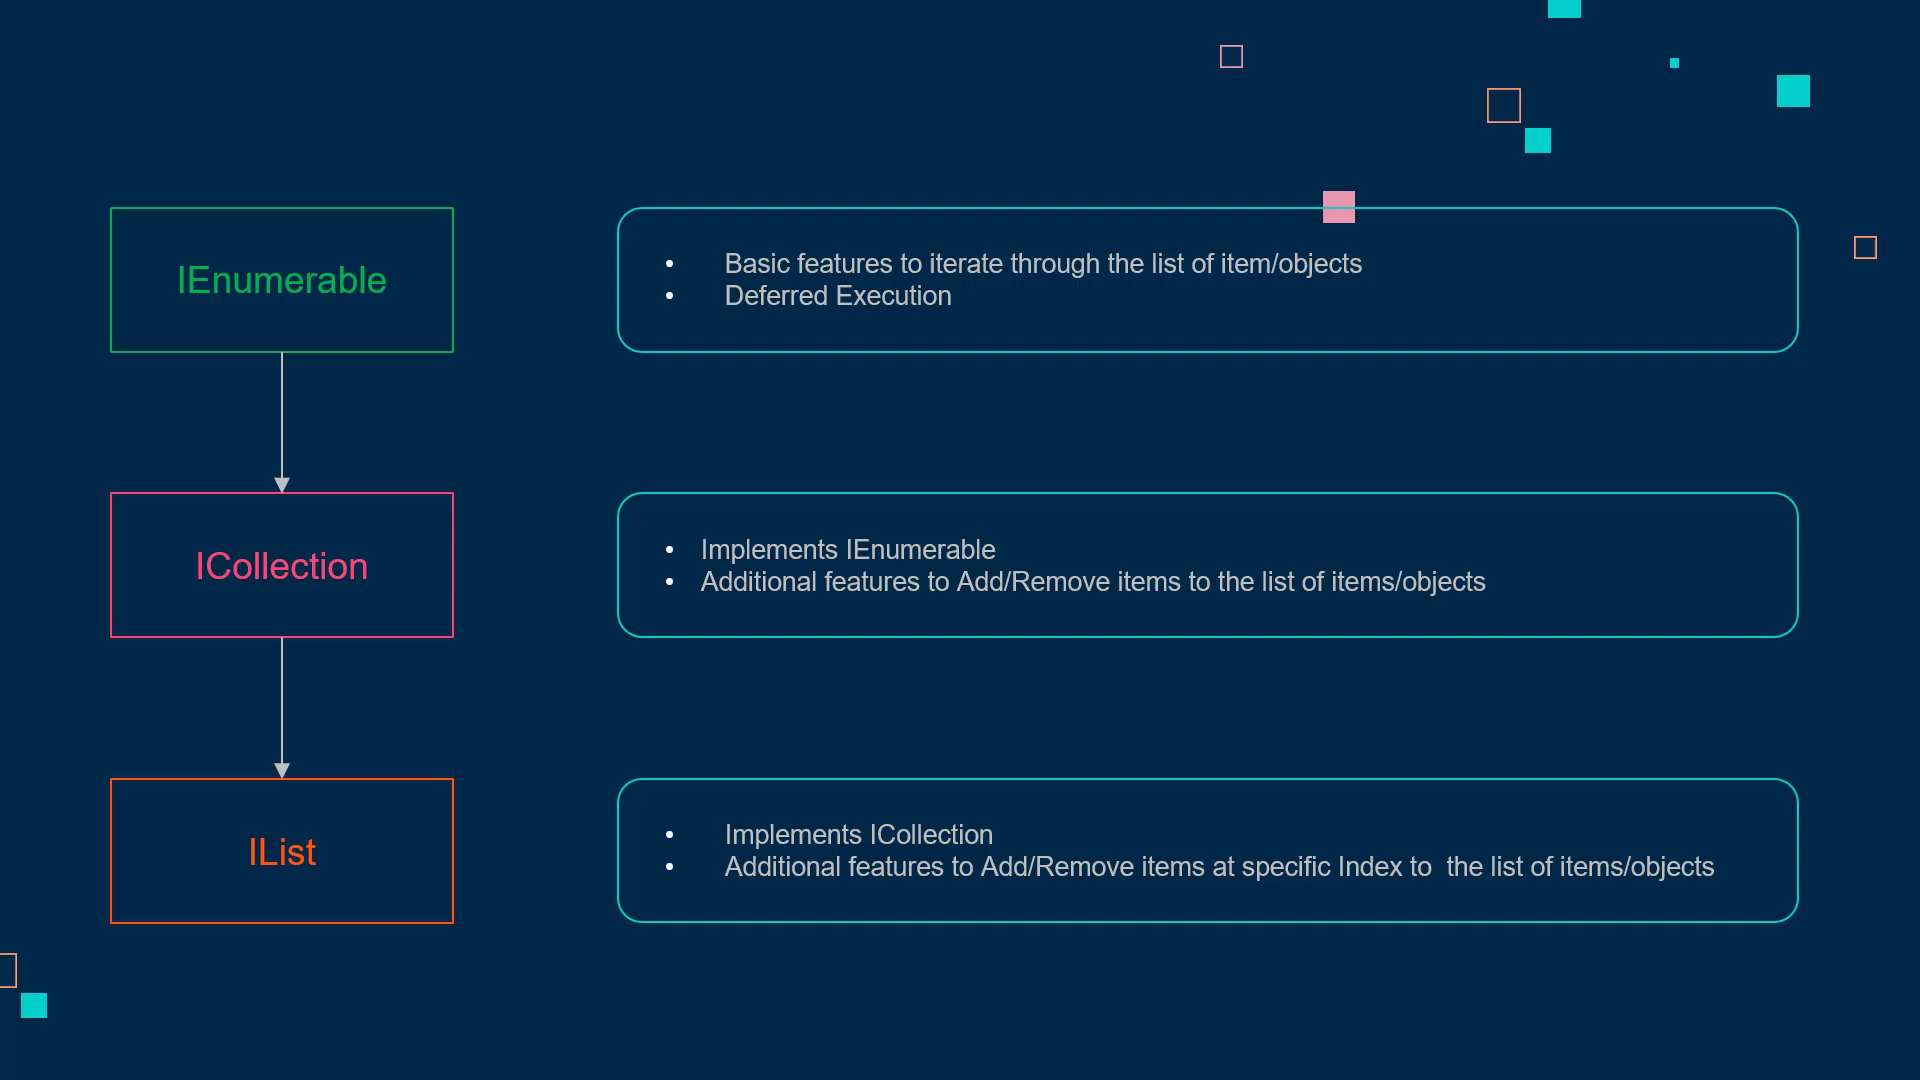 IEnumerable
• Basic features to iterate through the list of item/objects
• Deferred Execution
ICollection
• Implements IEnumerable
• Additional features to Add/Remove items to the list of items/objects
IList
• Implements ICollection
• Additional features to Add/Remove items at specific Index to  the list of items/objects